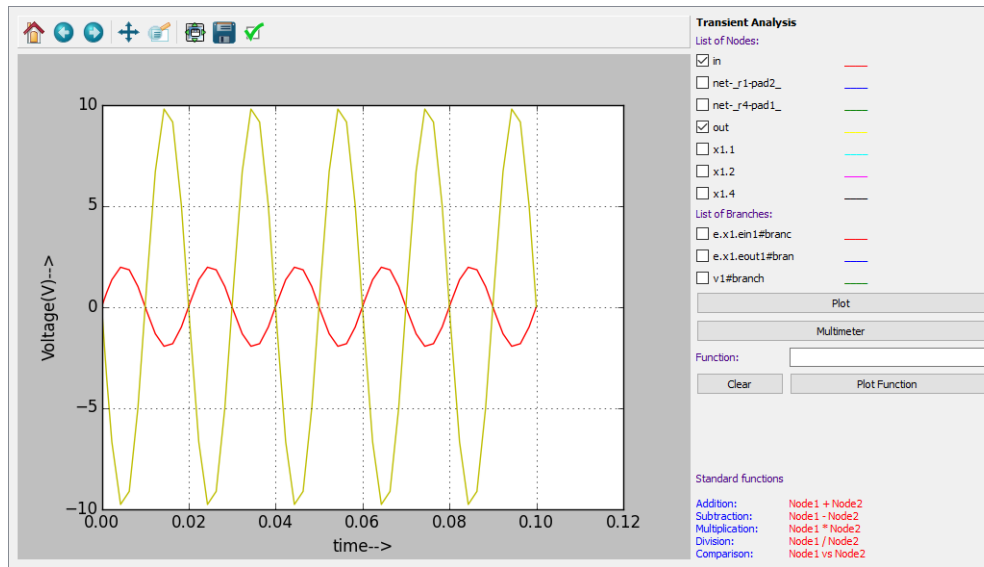 Transient Analysis
List of Nodes:
in
net-_r1-pad2_
net-_r4-pad1_
out
x1.1
x1.2
x1.4
List of Branches:
e.x1.ein1#branc
e.x1.eout1#bran
v1#branch
Plot
Multimeter
Function:
Clear Plot Function
Standard functions
Addition: Node1 + Node2
Subtraction: Node1 - Node2
Multiplication: Node1 * Node2
Division: Node1 / Node2
Comparison: Node1 vs Node2
10
5
0
−5
−10
Voltage(V)-->
0.00 0.02 0.04 0.06 0.08 0.10 0.12
time-->